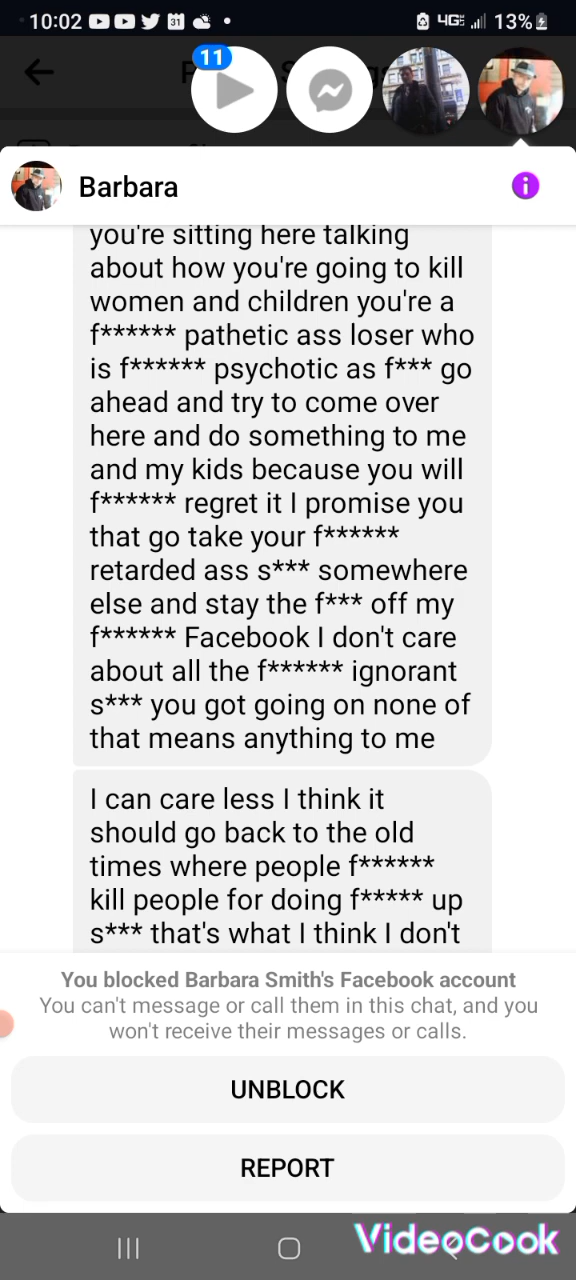 10:02
31
4GE
13%
11
Barbara
you're sitting here talking
about how you're going to kill
women and children you're a
f****** pathetic ass loser who
is f****** psychotic as f*** go
ahead and try to come over
here and do something to me
and my kids because you will
f****** regret it I promise you
that go take your f******
retarded ass s*** somewhere
else and stay the f*** off my
f****** Facebook I don't care
about all the f****** ignorant
s*** you got going on none of
that means anything to me
I can care less I think it
should go back to the old
times where people f******
kill people for doing f***** up
s*** that's what I think I don't
You blocked Barbara Smith's Facebook account
You can't message or call them in this chat, and you
won't receive their messages or calls.
UNBLOCK
REPORT
VideoCook